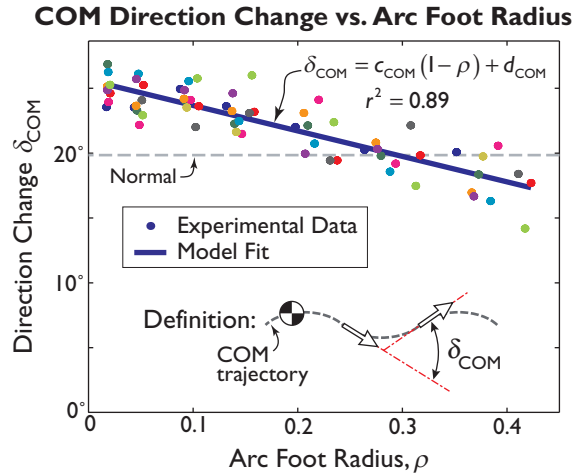 COM Direction Change vs. Arc Foot Radius
δCOM = cCOM (1 – ρ) + dCOM
r² = 0.89
20°
Normal
Experimental Data
Model Fit
10°
Definition:
COM
trajectory
δCOM
0°
0
0.1
0.2
0.3
0.4
Direction Change δCOM
Arc Foot Radius, ρ